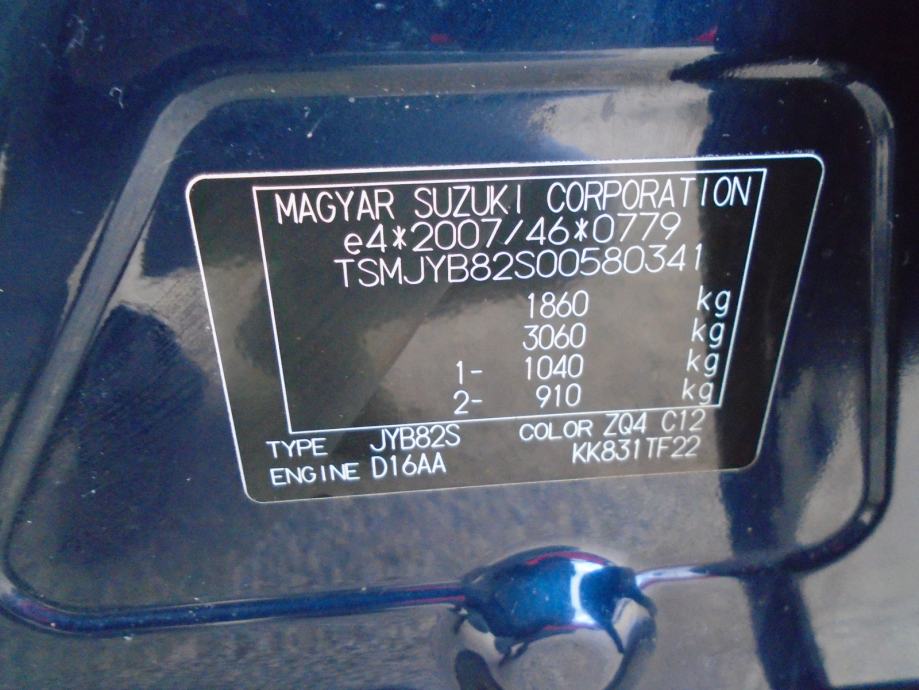 MAGYAR SUZUKI CORPORATION
e4*2007/46*0779
TSMJYB82S00580341
1860 kg
3060 kg
1- 1040 kg
2- 910 kg
TYPE JYB82S COLOR ZQ4 C12
ENGINE D16AA KK831TF22